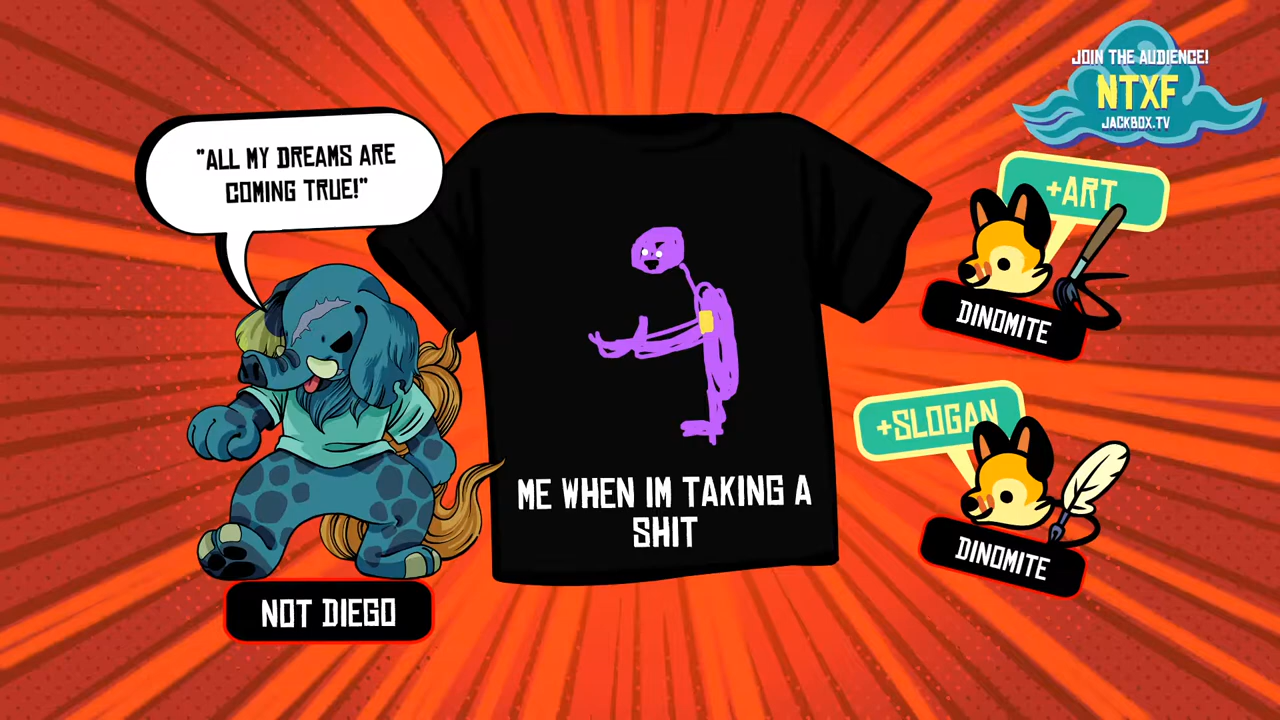 JOIN THE AUDIENCE!
NTXF
JACKBOX.TV
"ALL MY DREAMS ARE
COMING TRUE!"
NOT DIEGO
ME WHEN IM TAKING A
SHIT
+ART
DINOMITE
+SLOGAN
DINOMITE